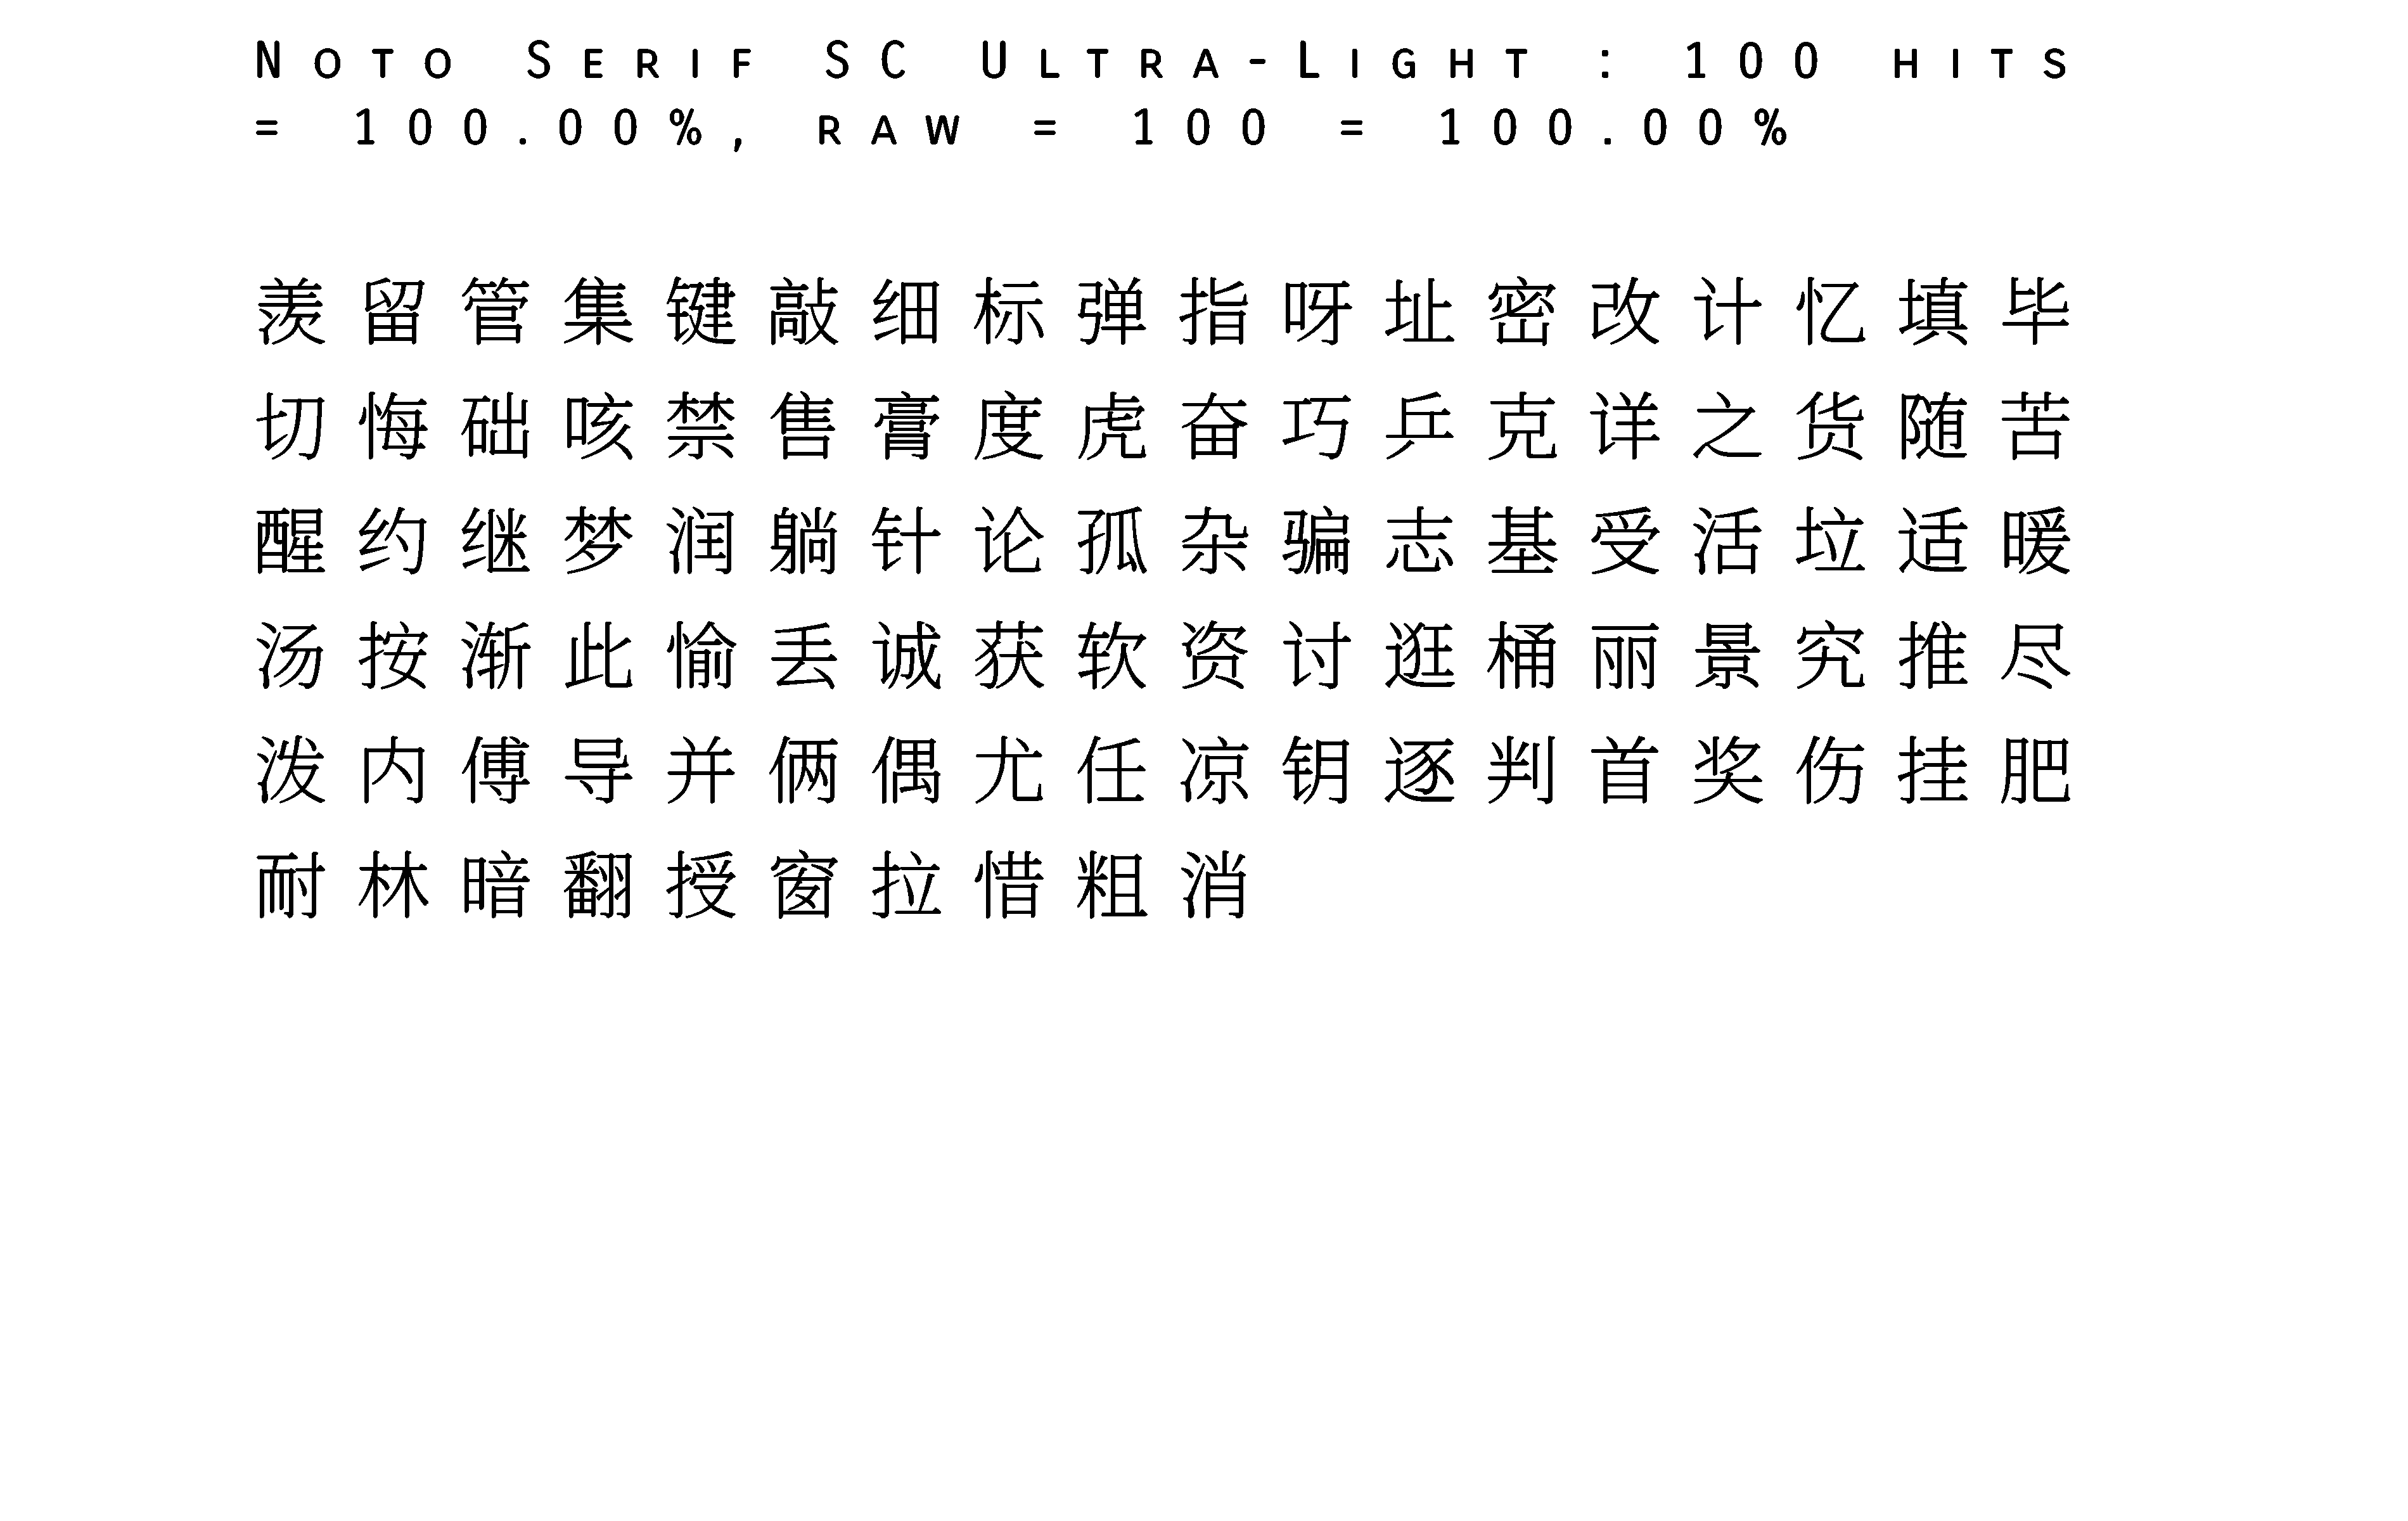 Noto Serif SC Ultra-Light : 100 hits
= 100.00%, raw = 100 = 100.00%
羡留管集键敲细标弹指呀址密改计忆填毕
切悔础咳禁售膏度虎奋巧乒克详之货随苦
醒约继梦润躺针论孤杂骗志基受活垃适暖
汤按渐此愉丢诚获软资讨逛桶丽景究推尽
泼内傅导并俩偶尤任凉钥逐判首奖伤挂肥
耐林暗翻授窗拉惜粗消